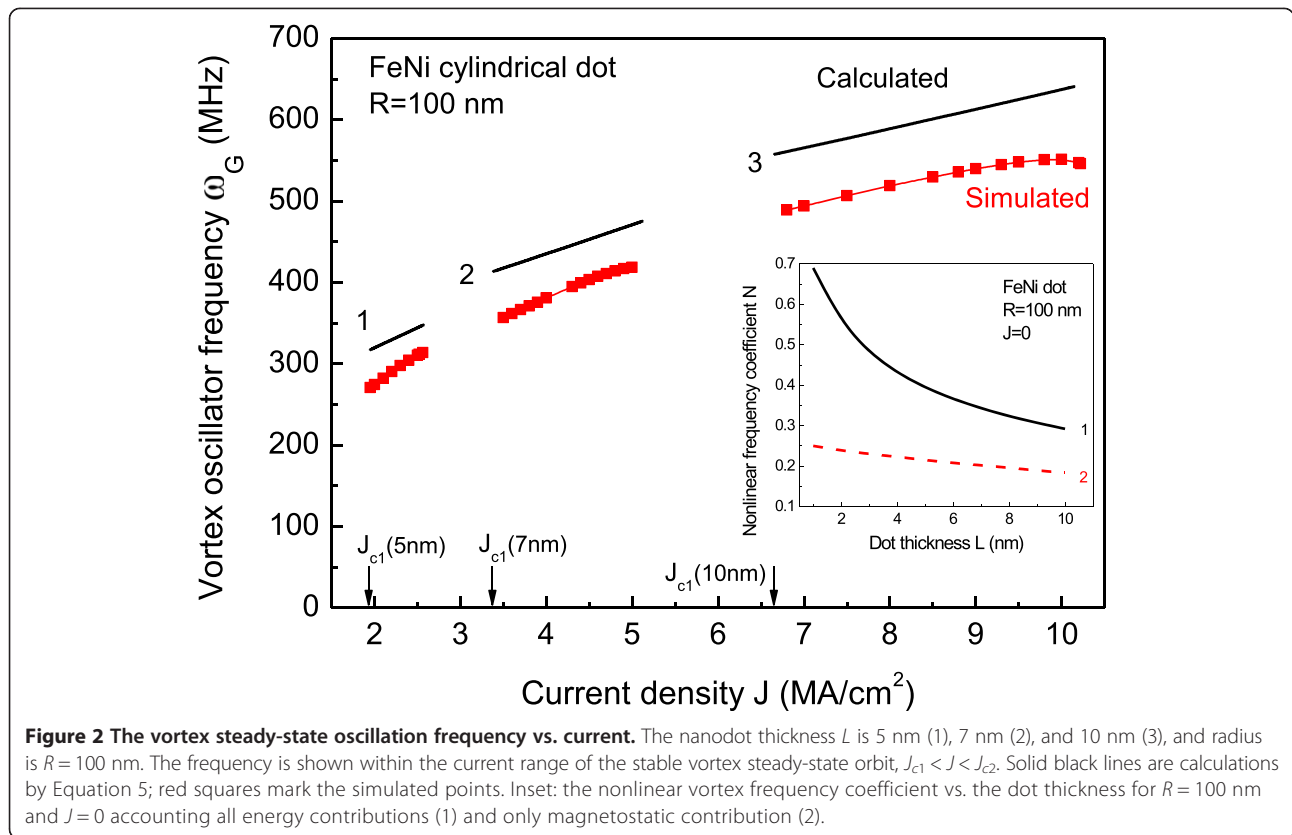 700
600
500
400
300
200
100
0
Vortex oscillator frequency ω_G (MHz)
FeNi cylindrical dot
R=100 nm
Calculated
Simulated
1
2
3
J_c1(5nm)
J_c1(7nm)
J_c1(10nm)
2 3 4 5 6 7 8 9 10
Current density J (MA/cm²)
0.7
0.6
0.5
0.4
0.3
0.2
0.1
Nonlinear frequency coefficient N
FeNi dot
R=100 nm
J=0
1
2
2 4 6 8 10
Dot thickness L (nm)
Figure 2 The vortex steady-state oscillation frequency vs. current. The nanodot thickness L is 5 nm (1), 7 nm (2), and 10 nm (3), and radius
is R = 100 nm. The frequency is shown within the current range of the stable vortex steady-state orbit, J_c1 < J < J_c2. Solid black lines are calculations
by Equation 5; red squares mark the simulated points. Inset: the nonlinear vortex frequency coefficient vs. the dot thickness for R = 100 nm
and J = 0 accounting all energy contributions (1) and only magnetostatic contribution (2).